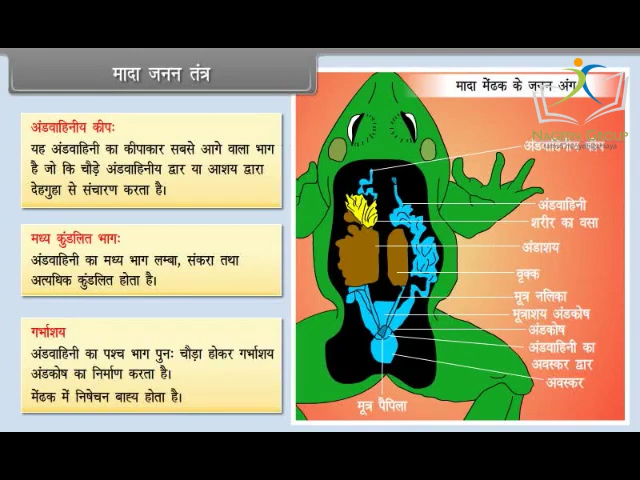 मादा जनन तंत्र
मादा मेंढक के जनन अंग
अंडवाहिनीय कीपः
यह अंडवाहिनी का कीपाकार सबसे आगे वाला भाग
है जो कि चौड़े अंडवाहिनीय द्वार या आशय द्वारा
देहगुहा से संचारण करता है।
मध्य कुंडलित भागः
अंडवाहिनी का मध्य भाग लम्बा, संकरा तथा
अत्यधिक कुंडलित होता है।
गर्भाशय
अंडवाहिनी का पश्च भाग पुनः चौड़ा होकर गर्भाशय
अंडकोष का निर्माण करता है।
मेंढक में निषेचन बाह्य होता है।
अंडवाहिनी
शरीर का वसा
अंडाशय
वृक्क
मूत्र नलिका
मूत्राशय अंडकोष
अंडकोष
अंडवाहिनी का
अवस्कर द्वार
अवस्कर
मूत्र पैपिला